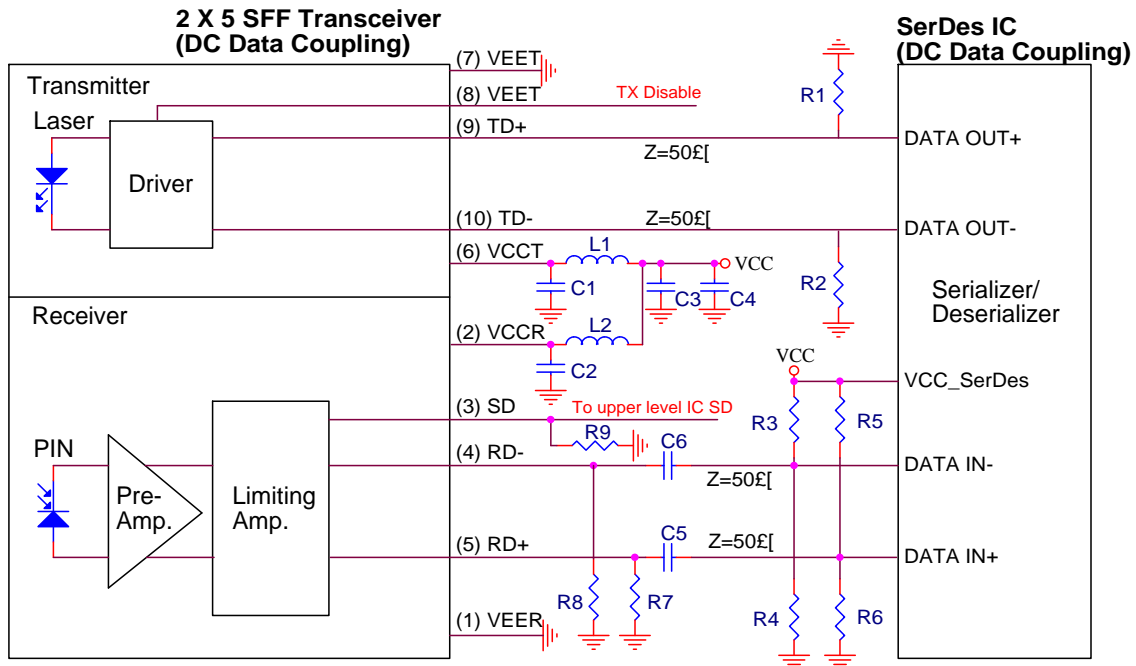 2 X 5 SFF Transceiver
(DC Data Coupling)
SerDes IC
(DC Data Coupling)
(7) VEET
Transmitter
(8) VEET
TX Disable
R1
Laser
(9) TD+
DATA OUT+
Z=50£[
Driver
(10) TD-
Z=50£[
DATA OUT-
L1
(6) VCCT
VCC
C1
C3
C4
R2
Serializer/
Deserializer
Receiver
(2) VCCR
L2
VCC
C2
VCC_SerDes
(3) SD
To upper level IC SD
R3
R5
R9
PIN
(4) RD-
C6
DATA IN-
Z=50£[
Pre-
Amp.
Limiting
Amp.
(5) RD+
C5
Z=50£[
DATA IN+
R8
R7
R4
R6
(1) VEER